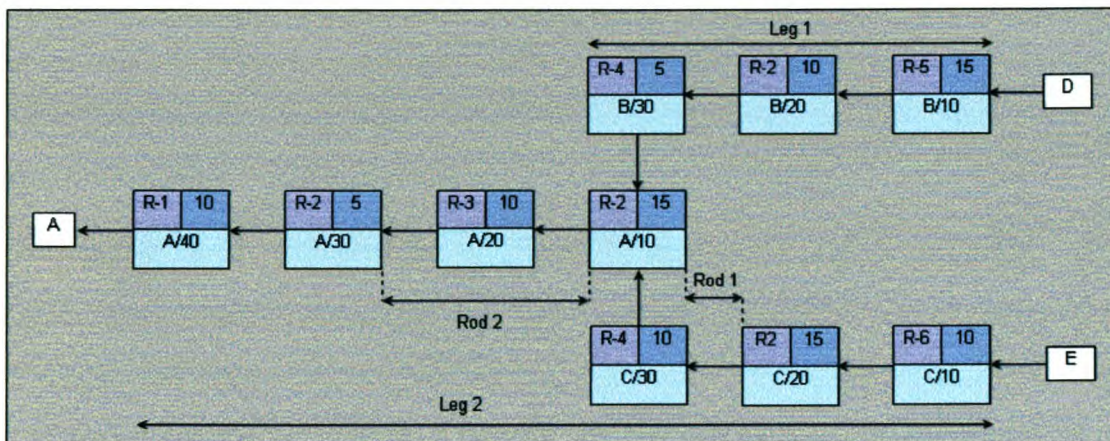 Leg 1
R-4 5 R-2 10 R-5 15
D
B/30 B/20 B/10
R-1 10 R-2 5 R-3 10 R-2 15
A
A/40 A/30 A/20 A/10
Rod 1
Rod 2
R-4 10 R2 15 R-6 10
E
C/30 C/20 C/10
Leg 2